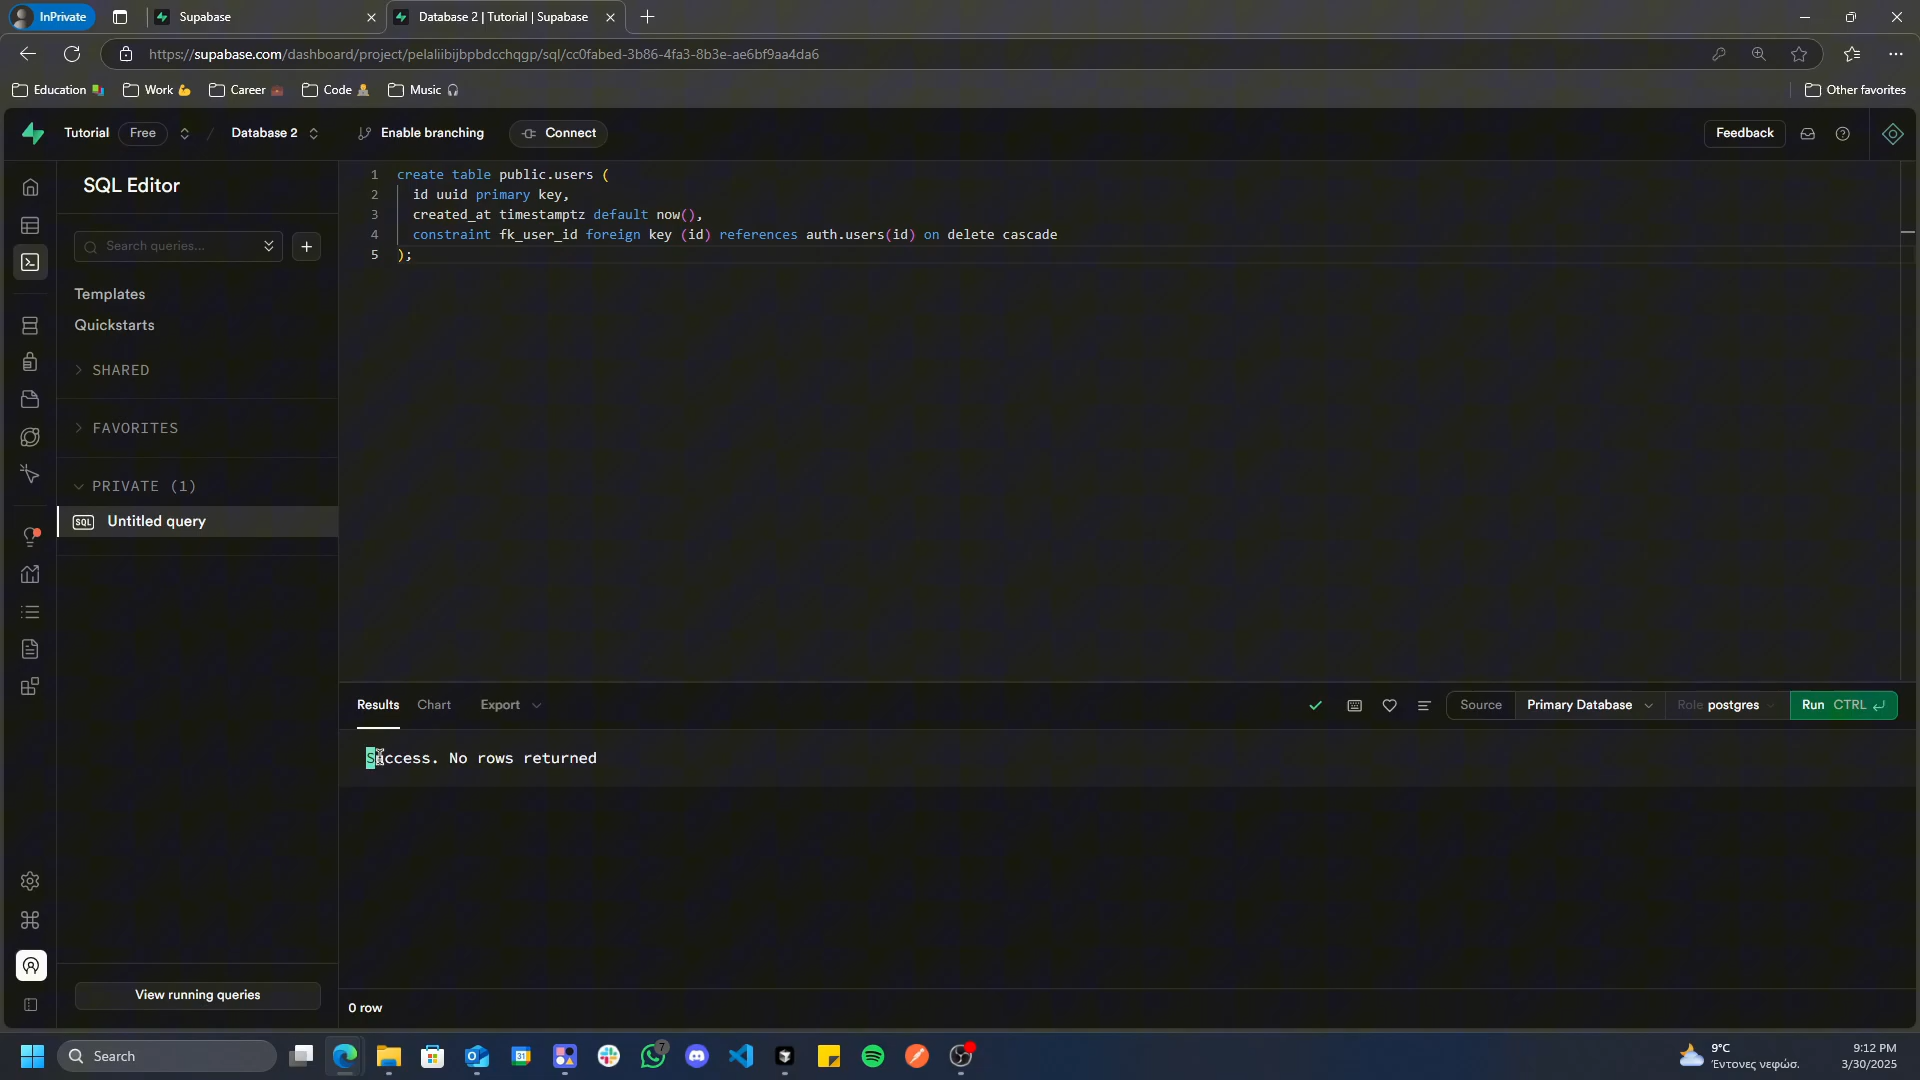 InPrivate
Supabase
Database 2 | Tutorial | Supabase
https://supabase.com/dashboard/project/pelaliibijbpbdcchqgp/sql/cc0fabed-3b86-4fa3-8b3e-ae6bf9aa4da6
Education
Work
Career
Code
Music
Other favorites
Tutorial
Free
/
Database 2
Enable branching
Connect
Feedback
SQL Editor
Search queries...
Templates
Quickstarts
SHARED
FAVORITES
PRIVATE (1)
SQL
Untitled query
View running queries
1 create table public.users (
2 id uuid primary key,
3 created_at timestamptz default now(),
4 constraint fk_user_id foreign key (id) references auth.users(id) on delete cascade
5 );
Results
Chart
Export
Source
Primary Database
Role postgres
Run CTRL
Success. No rows returned
0 row
Search
31
7
9°C
Έντονες νεφώσ.
9:12 PM
3/30/2025